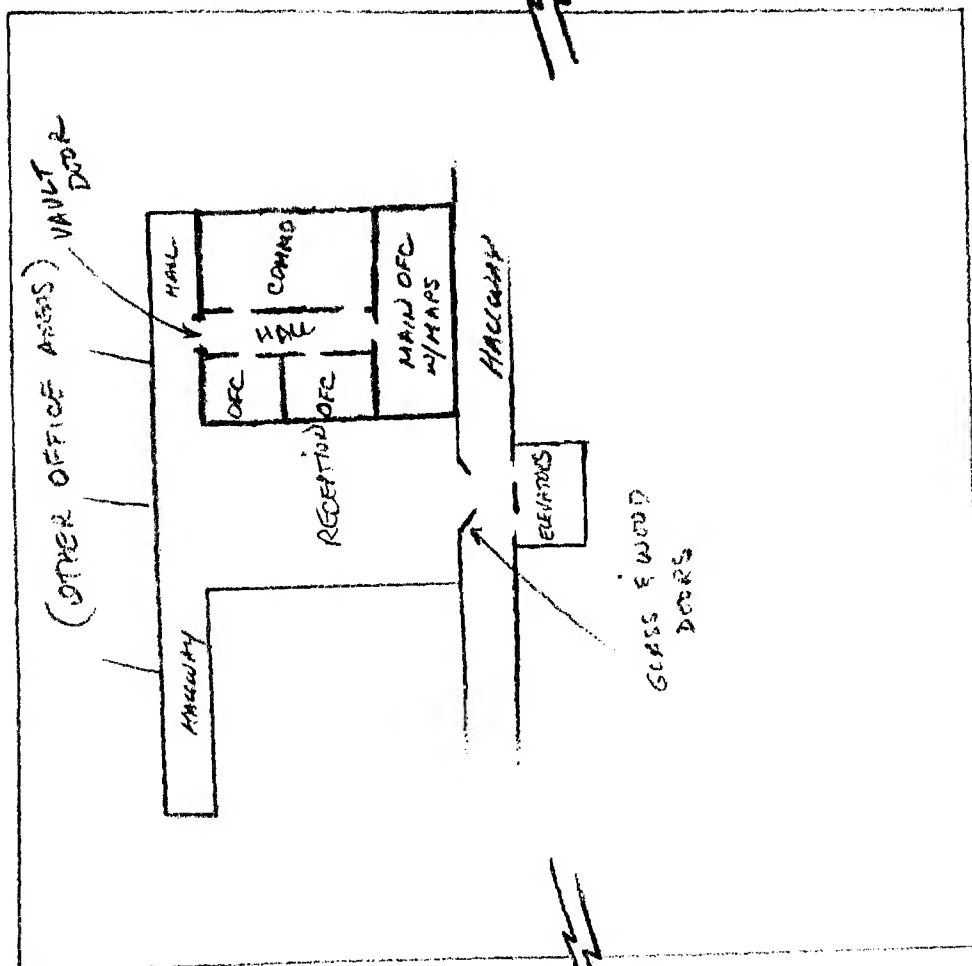 (OTHER OFFICE AREAS)
VAULT
DOOR
HALL
COMMO
HALL
OFC
OFC
MAIN OFC
W/MAPS
RECEPTION
HALLWAY
HALLWAY
ELEVATORS
GLASS & WOOD
DOORS